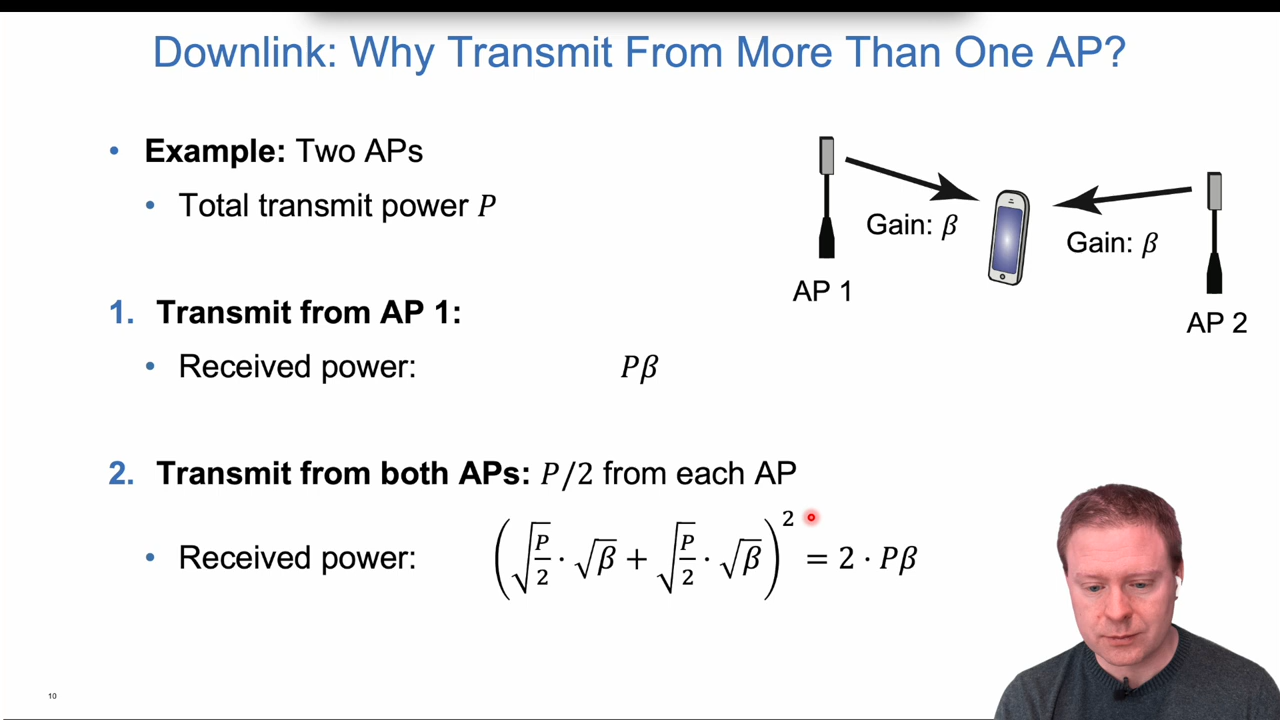 Downlink: Why Transmit From More Than One AP?
• Example: Two APs
• Total transmit power P
Gain: β
Gain: β
AP 1
AP 2
1. Transmit from AP 1:
• Received power: Pβ
2. Transmit from both APs: P/2 from each AP
• Received power: (√(P/2) · √β + √(P/2) · √β)² = 2 · Pβ
10